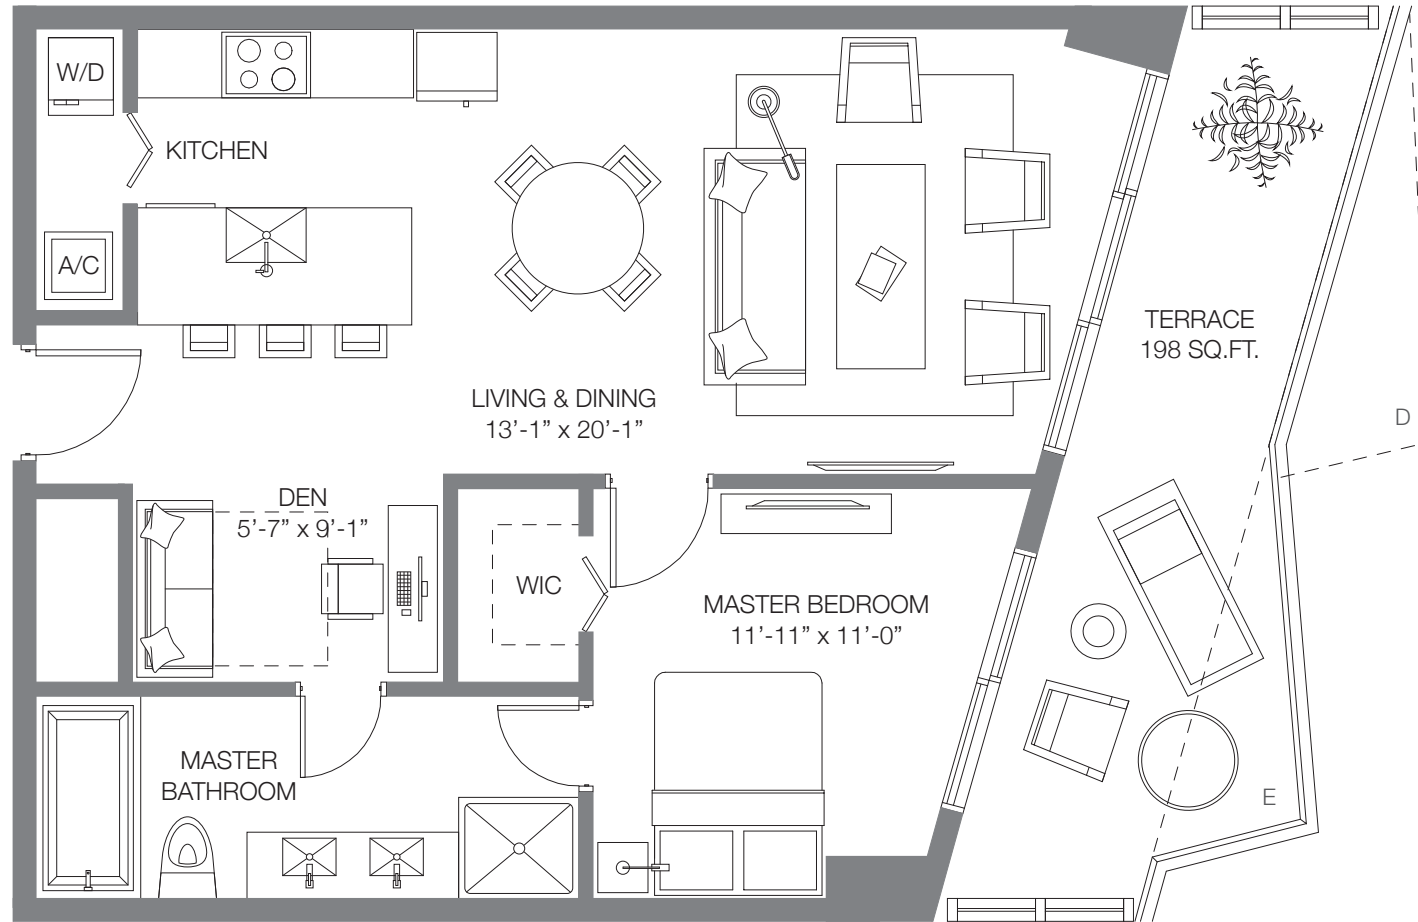 W/D
KITCHEN
A/C
TERRACE
198 SQ.FT.
LIVING & DINING
13’-1” x 20’-1”
D
DEN
5’-7” x 9’-1”
WIC
MASTER BEDROOM
11’-11” x 11’-0”
MASTER
BATHROOM
E